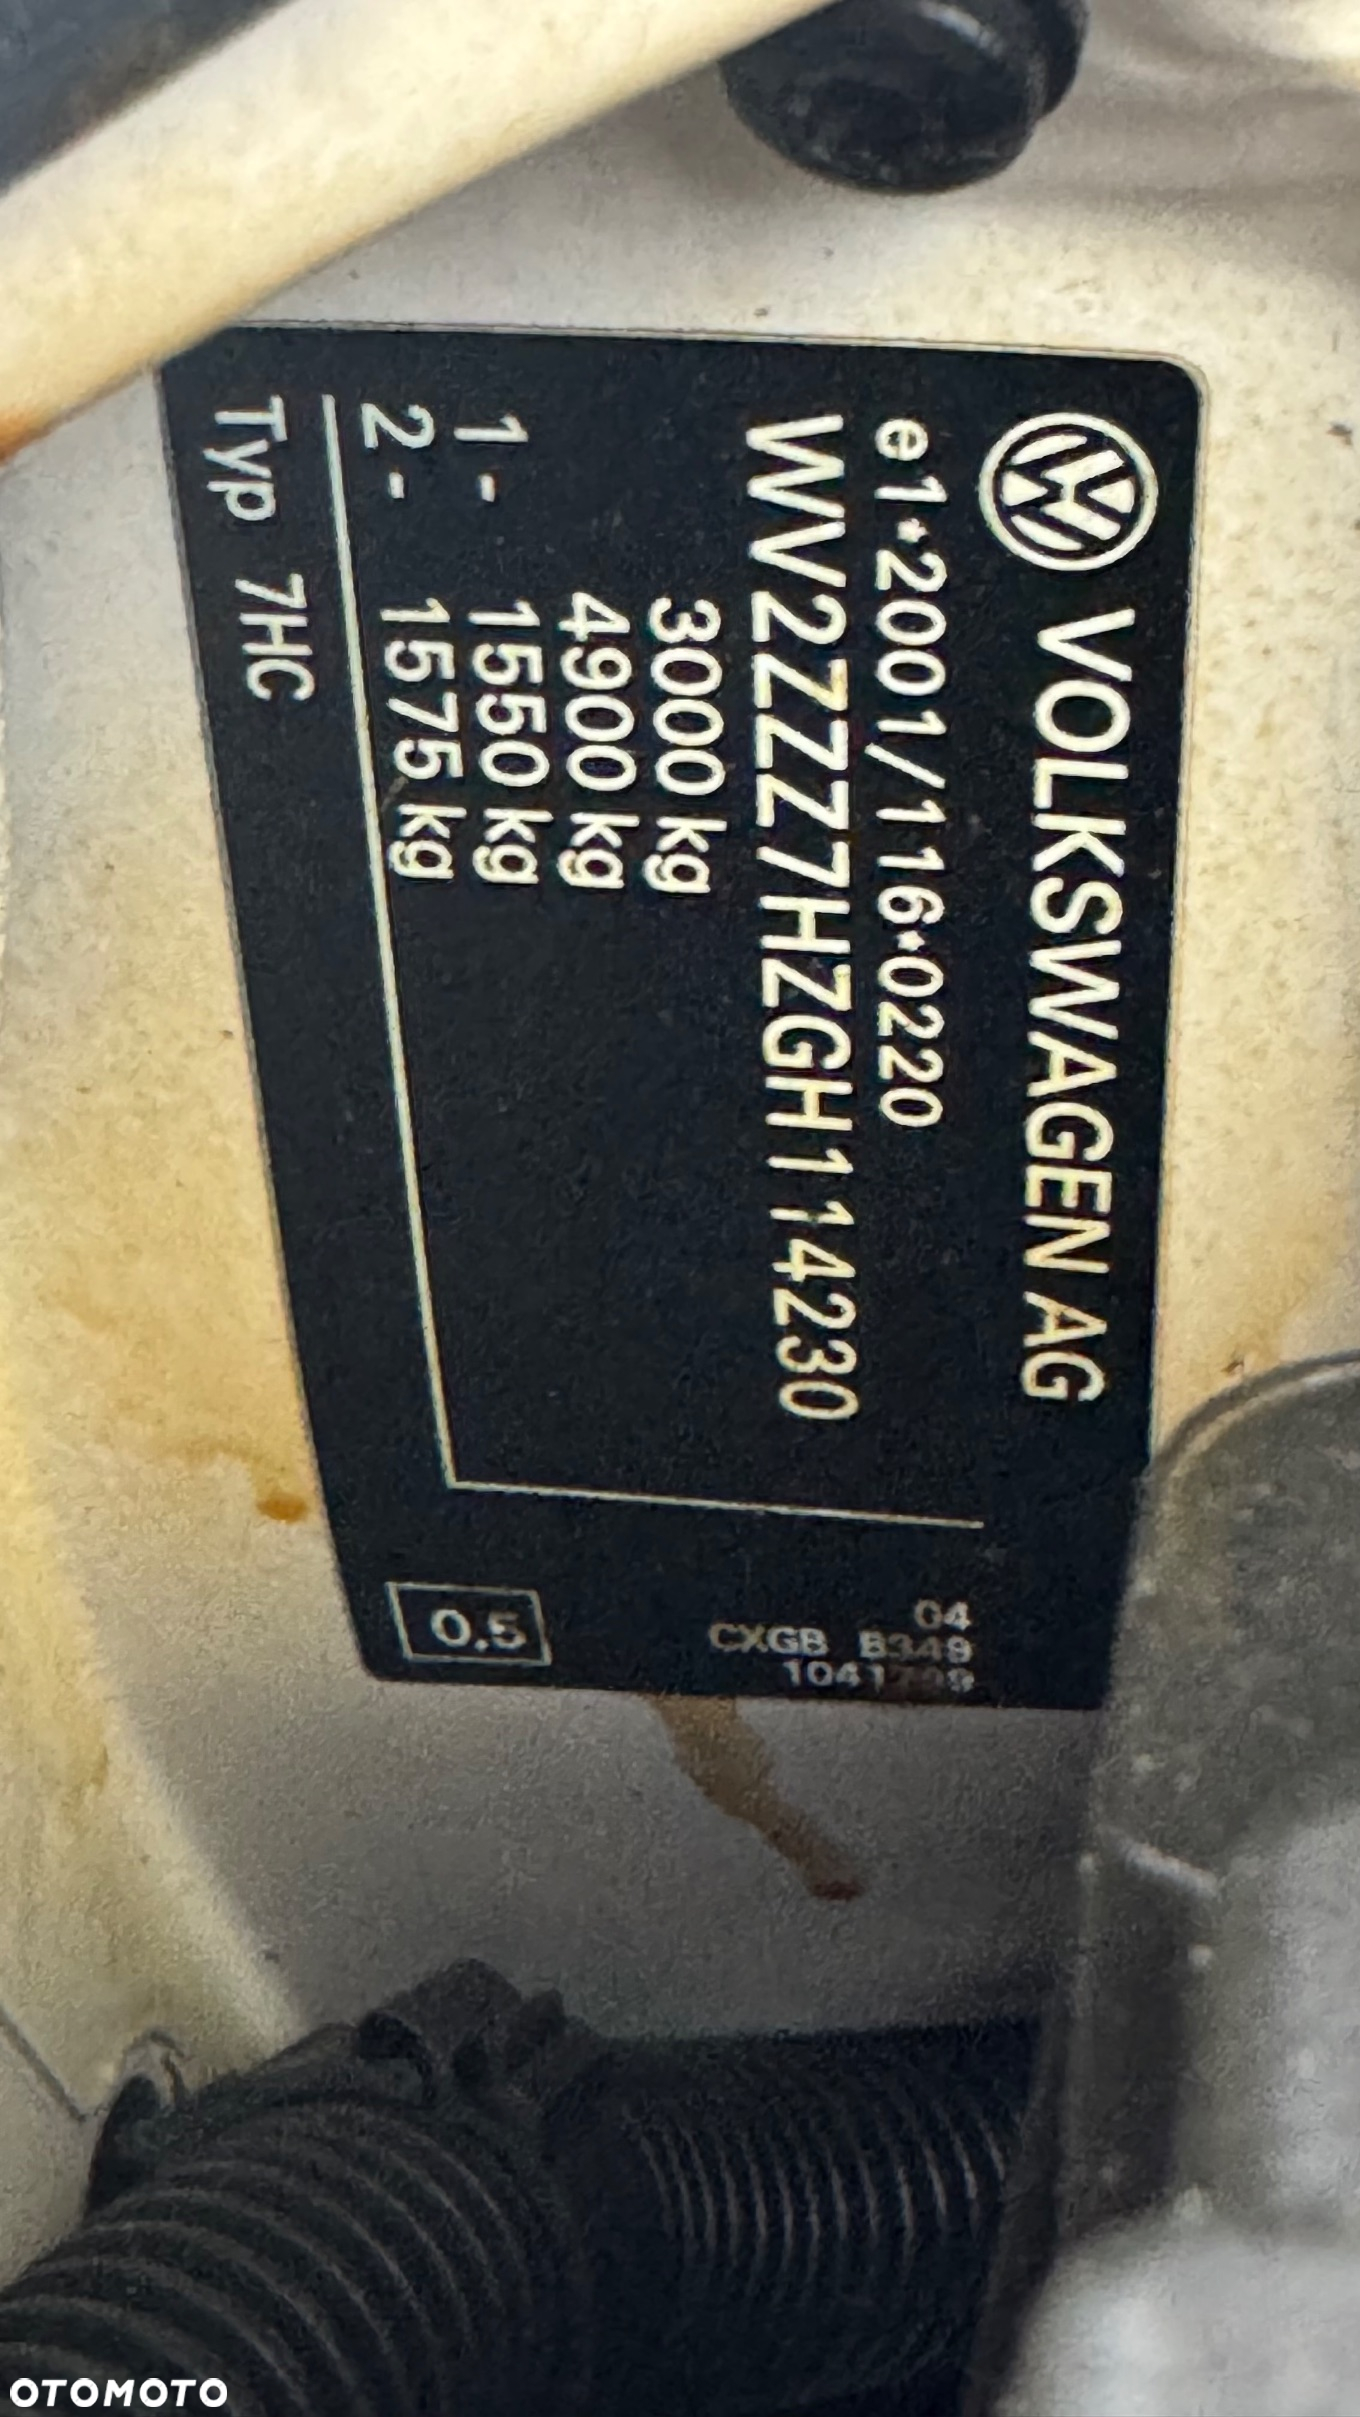 VOLKSWAGEN AG
e1*2001/116*0220
WV2ZZZ7HZGH114230
3000 kg
4900 kg
1- 1550 kg
2- 1575 kg
Typ 7HC
04
CXGB B349
0.5
OTOMOTO